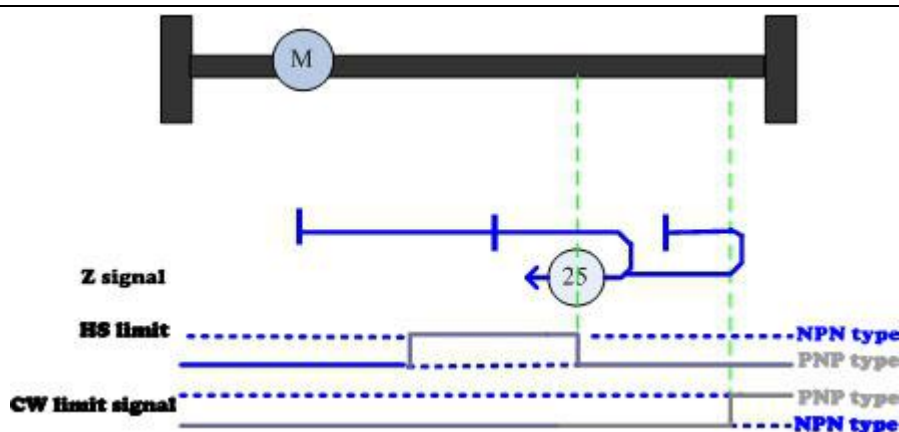 M
25
Z signal
HS limit
NPN type
PNP type
CW limit signal
PNP type
NPN type